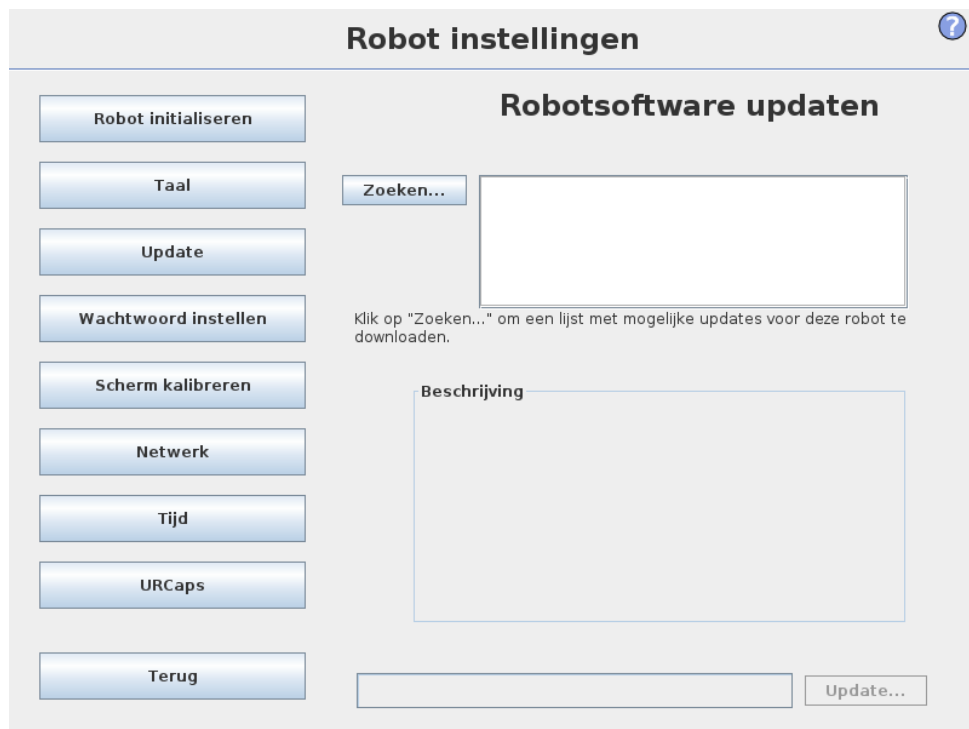 Robot instellingen
?
Robot initialiseren
Taal
Update
Wachtwoord instellen
Scherm kalibreren
Netwerk
Tijd
URCaps
Terug
Robotsoftware updaten
Zoeken...
Klik op "Zoeken..." om een lijst met mogelijke updates voor deze robot te
downloaden.
Beschrijving
Update...